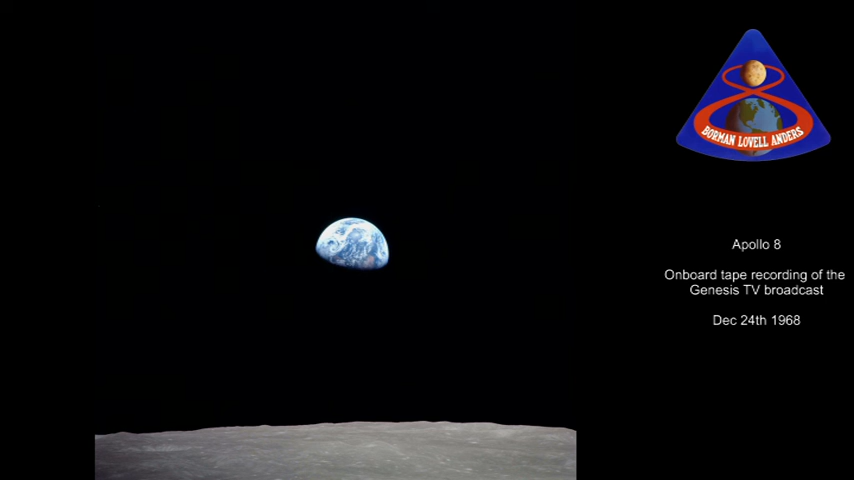 BORMAN LOVELL ANDERS
Apollo 8
Onboard tape recording of the
Genesis TV broadcast
Dec 24th 1968